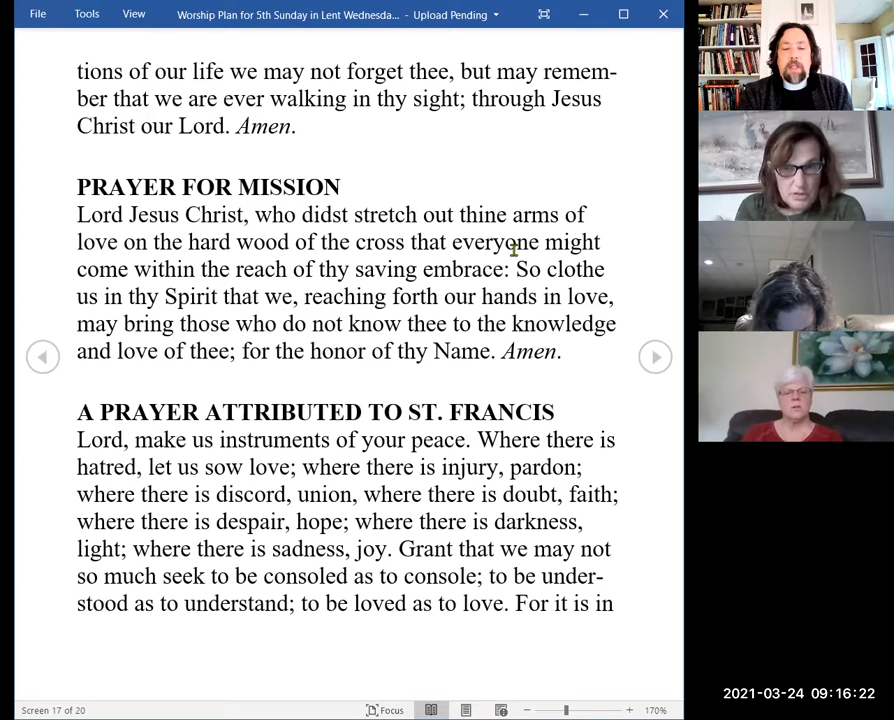 File Tools View Worship Plan for 5th Sunday in Lent Wednesda... - Upload Pending
tions of our life we may not forget thee, but may remem-
ber that we are ever walking in thy sight; through Jesus
Christ our Lord. Amen.
PRAYER FOR MISSION
Lord Jesus Christ, who didst stretch out thine arms of
love on the hard wood of the cross that everyone might
come within the reach of thy saving embrace: So clothe
us in thy Spirit that we, reaching forth our hands in love,
may bring those who do not know thee to the knowledge
and love of thee; for the honor of thy Name. Amen.
A PRAYER ATTRIBUTED TO ST. FRANCIS
Lord, make us instruments of your peace. Where there is
hatred, let us sow love; where there is injury, pardon;
where there is discord, union, where there is doubt, faith;
where there is despair, hope; where there is darkness,
light; where there is sadness, joy. Grant that we may not
so much seek to be consoled as to console; to be under-
stood as to understand; to be loved as to love. For it is in
2021-03-24 09:16:22
Screen 17 of 20 Focus 170%